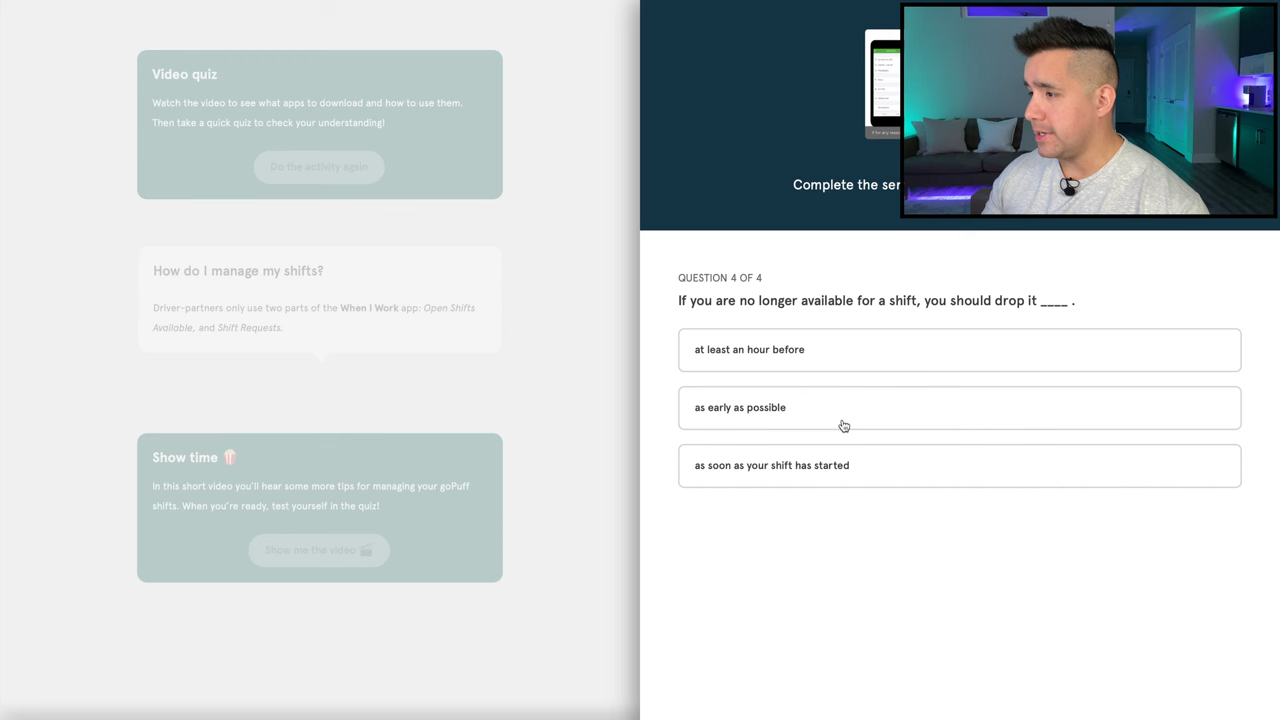 Video quiz
Watch the video to see what apps to download and how to use them.
Then take a quick quiz to check your understanding!
Do the activity again
How do I manage my shifts?
Driver-partners only use two parts of the When I Work app: Open Shifts
Available, and Shift Requests.
Show time
In this short video you'll hear some more tips for managing your goPuff
shifts. When you're ready, test yourself in the quiz!
Show me the video
Complete the ser
QUESTION 4 OF 4
If you are no longer available for a shift, you should drop it ____ .
at least an hour before
as early as possible
as soon as your shift has started